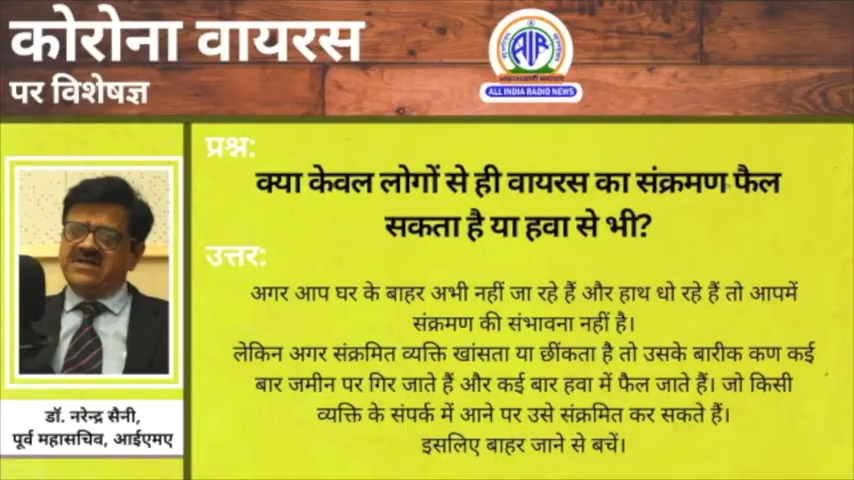 कोरोना वायरस
पर विशेषज्ञ
AIR
ALL INDIA RADIO NEWS
प्रश्न:
क्या केवल लोगों से ही वायरस का संक्रमण फैल
सकता है या हवा से भी?
उत्तर:
अगर आप घर के बाहर अभी नहीं जा रहे हैं और हाथ धो रहे हैं तो आपमें
संक्रमण की संभावना नहीं है।
लेकिन अगर संक्रमित व्यक्ति खांसता या छींकता है तो उसके बारीक कण कई
बार जमीन पर गिर जाते हैं और कई बार हवा में फैल जाते हैं। जो किसी
व्यक्ति के संपर्क में आने पर उसे संक्रमित कर सकते हैं।
इसलिए बाहर जाने से बचें।
डॉ. नरेन्द्र सैनी,
पूर्व महासचिव, आईएमए